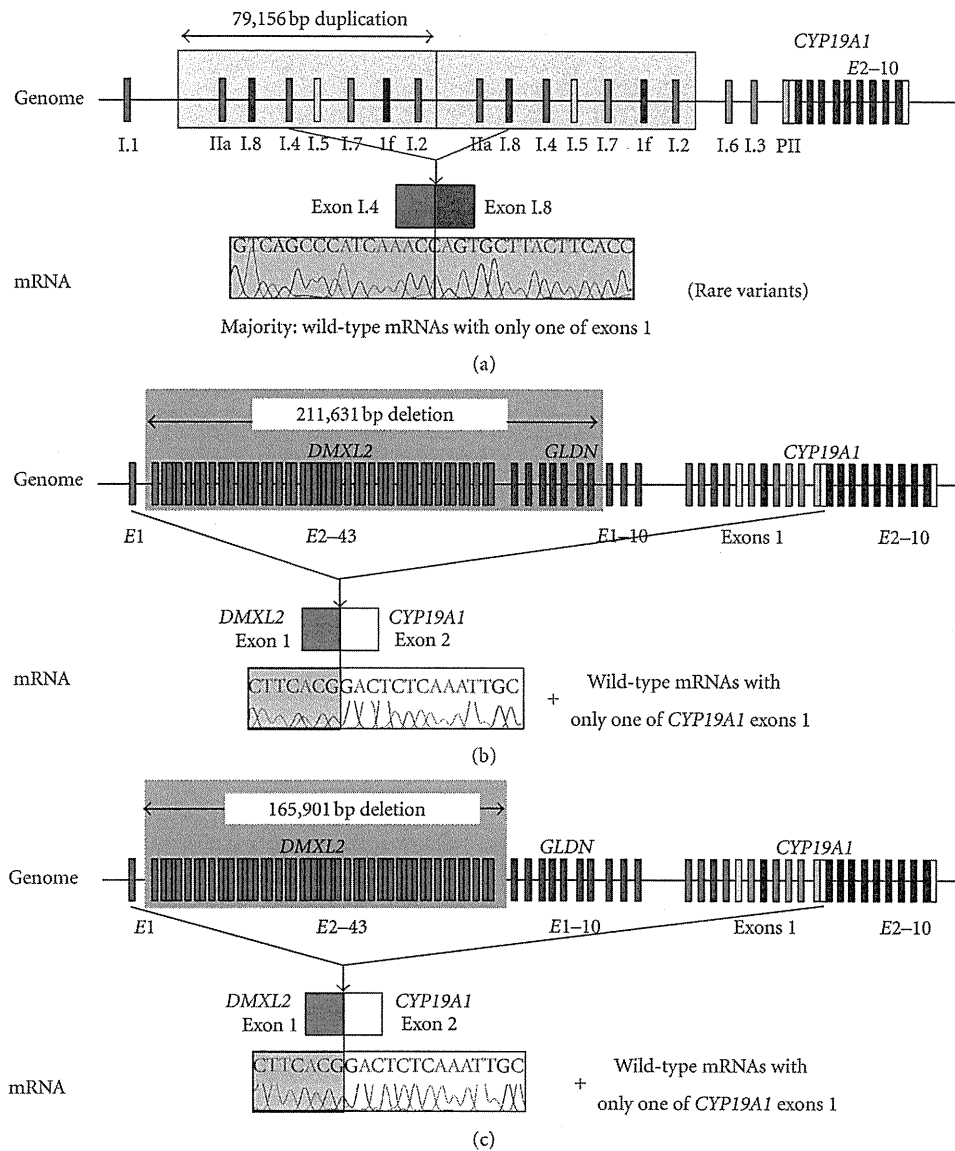 79,156 bp duplication
CYP19A1
E2–10
Genome
I.1 IIa I.8 I.4 I.5 I.7 1f I.2 IIa I.8 I.4 I.5 I.7 1f I.2 I.6 I.3 PII
Exon I.4 Exon I.8
GTCAGCCCATCAAACCAGTGCTTACTTCACC
mRNA
(Rare variants)
Majority: wild-type mRNAs with only one of exons 1
(a)
211,631 bp deletion
DMXL2 GLDN CYP19A1
Genome
E1 E2–43 E1–10 Exons 1 E2–10
DMXL2 CYP19A1
Exon 1 Exon 2
mRNA
CTTCACGGACTCTCAAATTGC
+ Wild-type mRNAs with
only one of CYP19A1 exons 1
(b)
165,901 bp deletion
DMXL2 GLDN CYP19A1
Genome
E1 E2–43 E1–10 Exons 1 E2–10
DMXL2 CYP19A1
Exon 1 Exon 2
CTTCACGGACTCTCAAATTGC
mRNA
+ Wild-type mRNAs with
only one of CYP19A1 exons 1
(c)